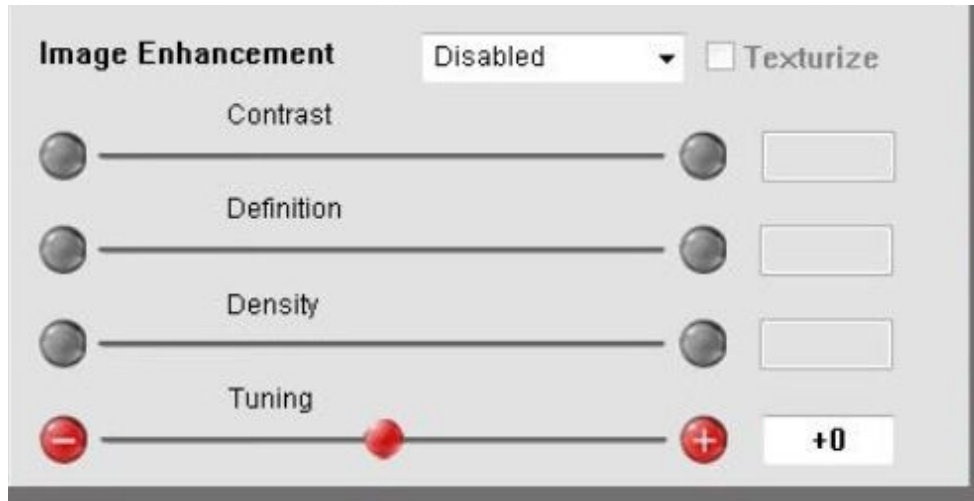 Image Enhancement Disabled Texturize
Contrast
Definition
Density
Tuning
+0